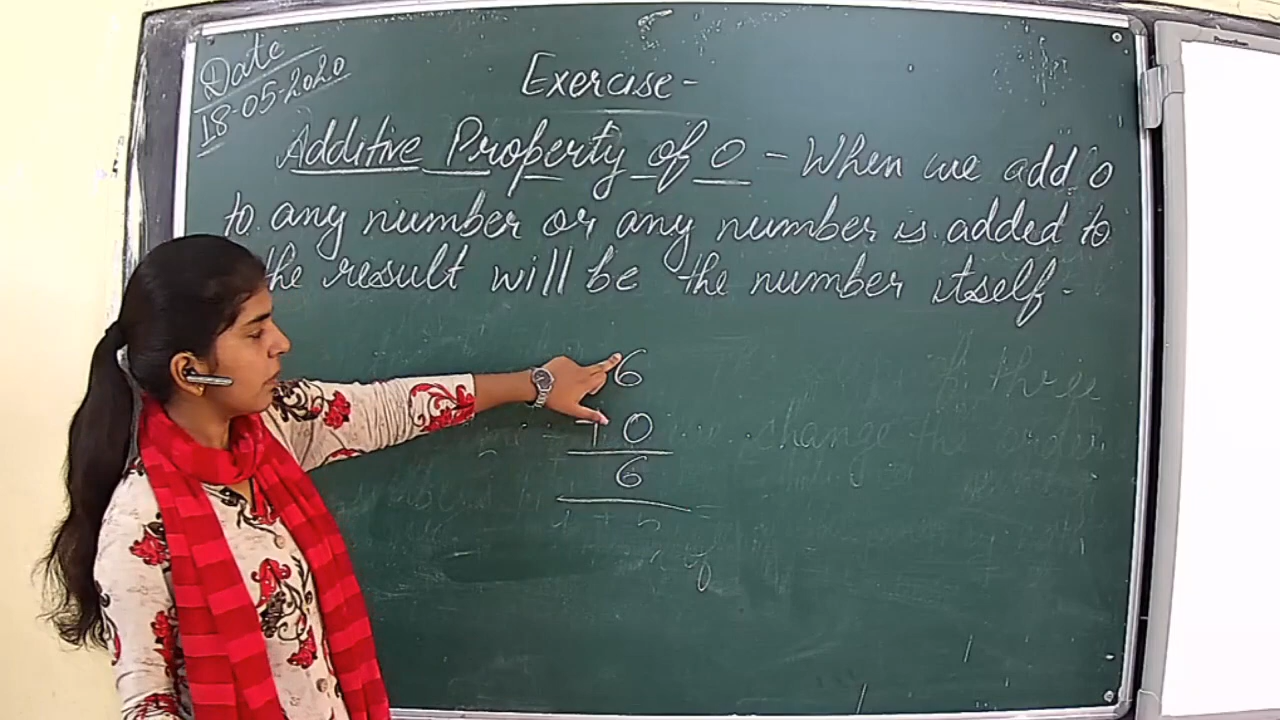 Date
18-05-2020
Exercise-
Additive Property of 0 - When we add 0
to any number or any number is added to
the result will be the number itself.
6
+ 0
6